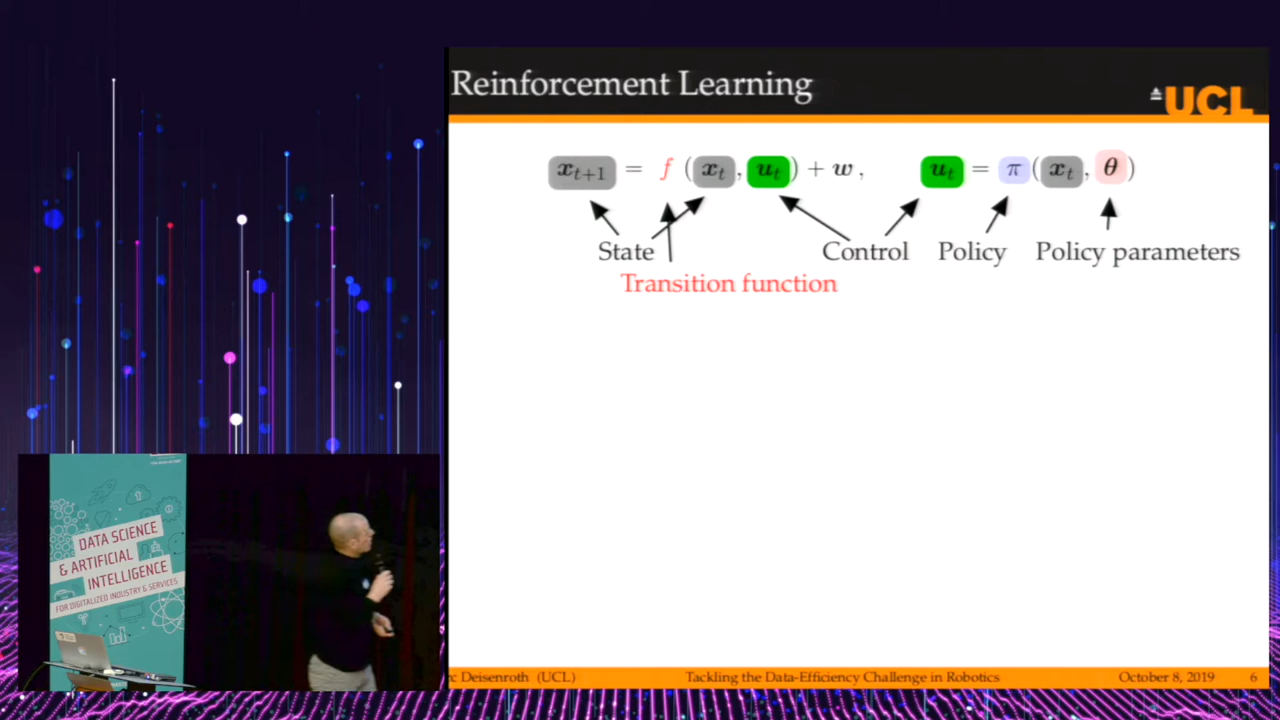 Reinforcement Learning
UCL
x_{t+1} = f(x_t, u_t) + w, u_t = π(x_t, θ)
State Control Policy Policy parameters
Transition function
DATA SCIENCE
& ARTIFICIAL
INTELLIGENCE
FOR DIGITALIZED INDUSTRY & SERVICES
Deisenroth (UCL) Tackling the Data-Efficiency Challenge in Robotics October 8, 2019 6